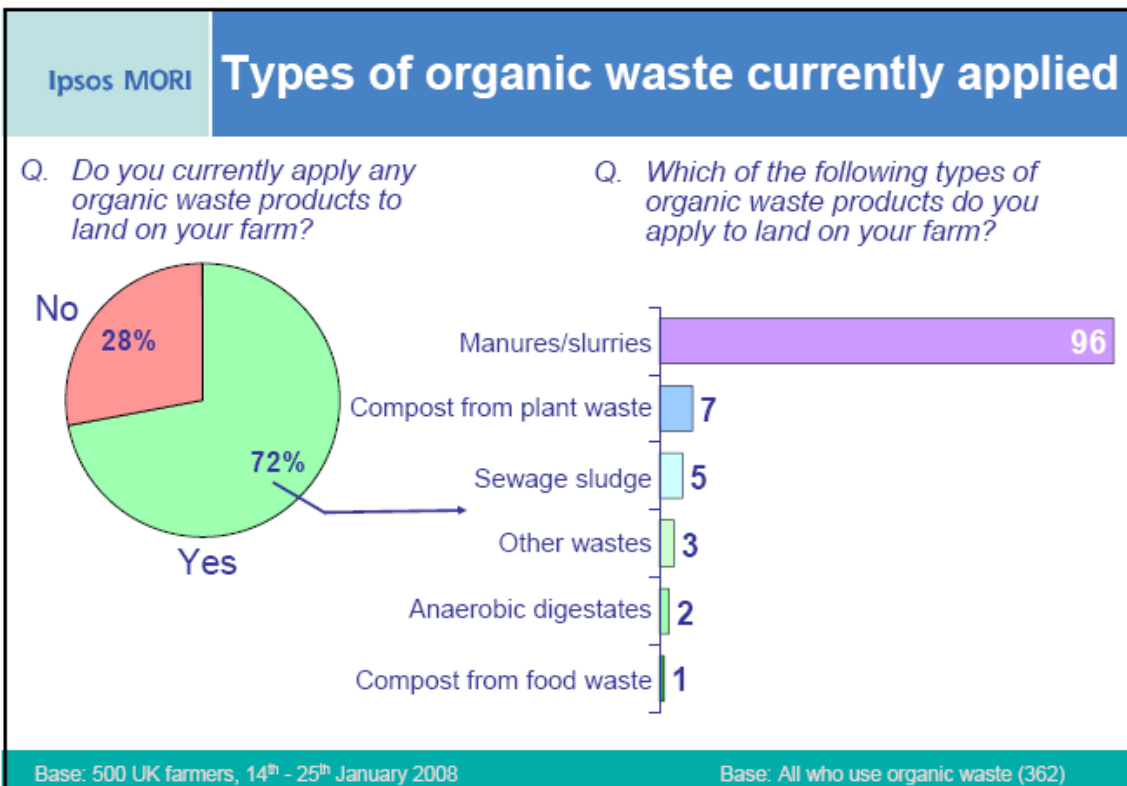 Ipsos MORI
Types of organic waste currently applied
Q. Do you currently apply any
organic waste products to
land on your farm?
No
28%
72%
Yes
Q. Which of the following types of
organic waste products do you
apply to land on your farm?
Manures/slurries 96
Compost from plant waste 7
Sewage sludge 5
Other wastes 3
Anaerobic digestates 2
Compost from food waste 1
Base: 500 UK farmers, 14th - 25th January 2008
Base: All who use organic waste (362)